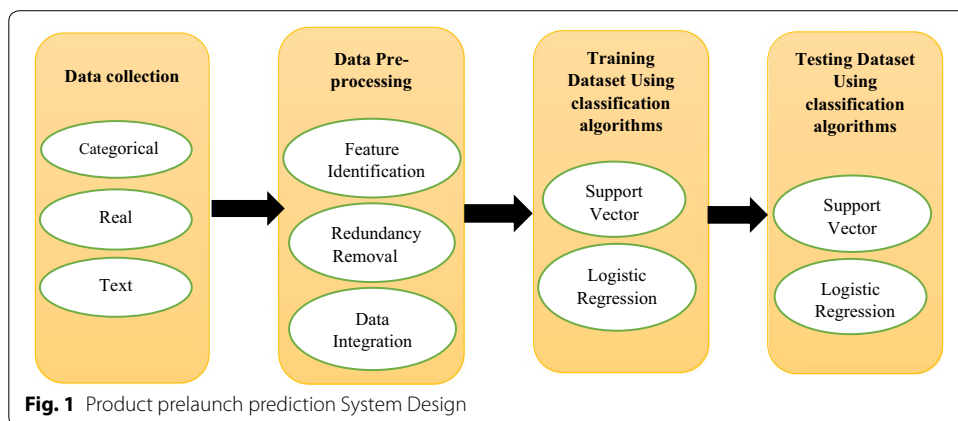 Data collection
Categorical
Real
Text
Data Pre-
processing
Feature
Identification
Redundancy
Removal
Data
Integration
Training
Dataset Using
classification
algorithms
Support
Vector
Logistic
Regression
Testing Dataset
Using
classification
algorithms
Support
Vector
Logistic
Regression
Fig. 1 Product prelaunch prediction System Design